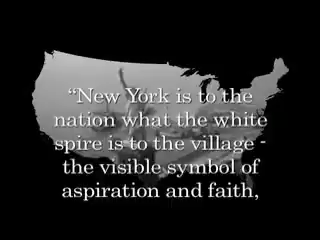 “New York is to the
nation what the white
spire is to the village -
the visible symbol of
aspiration and faith,